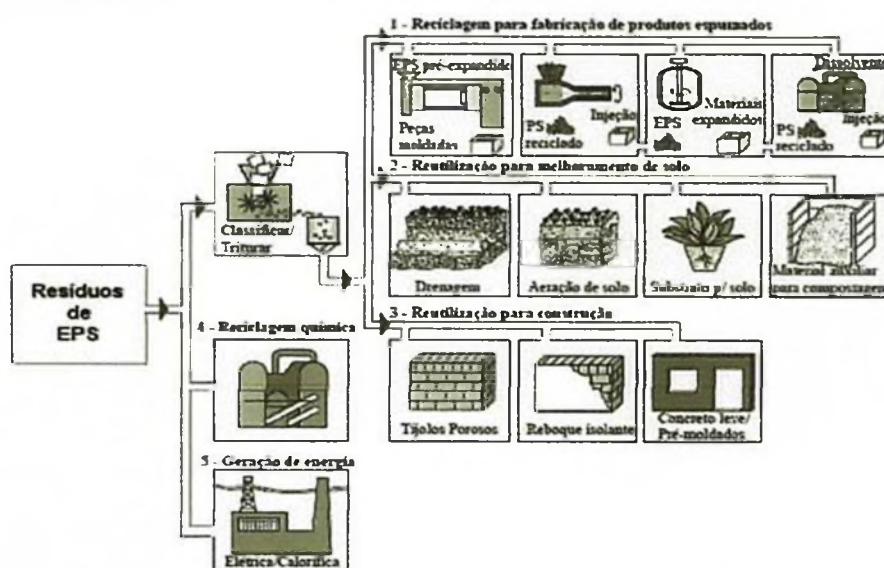 1 - Reciclagem para fabricação de produtos espumados
EPS pré-expandido
Peças
moldadas
PS
reciclado
Injeção
EPS
Materiais
expandidos
Dissolvente
PS
reciclado
Injeção
2 - Reutilização para melhoramento de solo
Drenagem
Aeração de solo
Substrato p/ solo
Material auxiliar
para compostagem
3 - Reutilização para construção
Tijolos Porosos
Reboque isolante
Concreto leve/
Pré-moldados
Classificar/
Triturar
Resíduos
de
EPS
4 - Reciclagem química
5 - Geração de energía
Elétrica/Calorífica